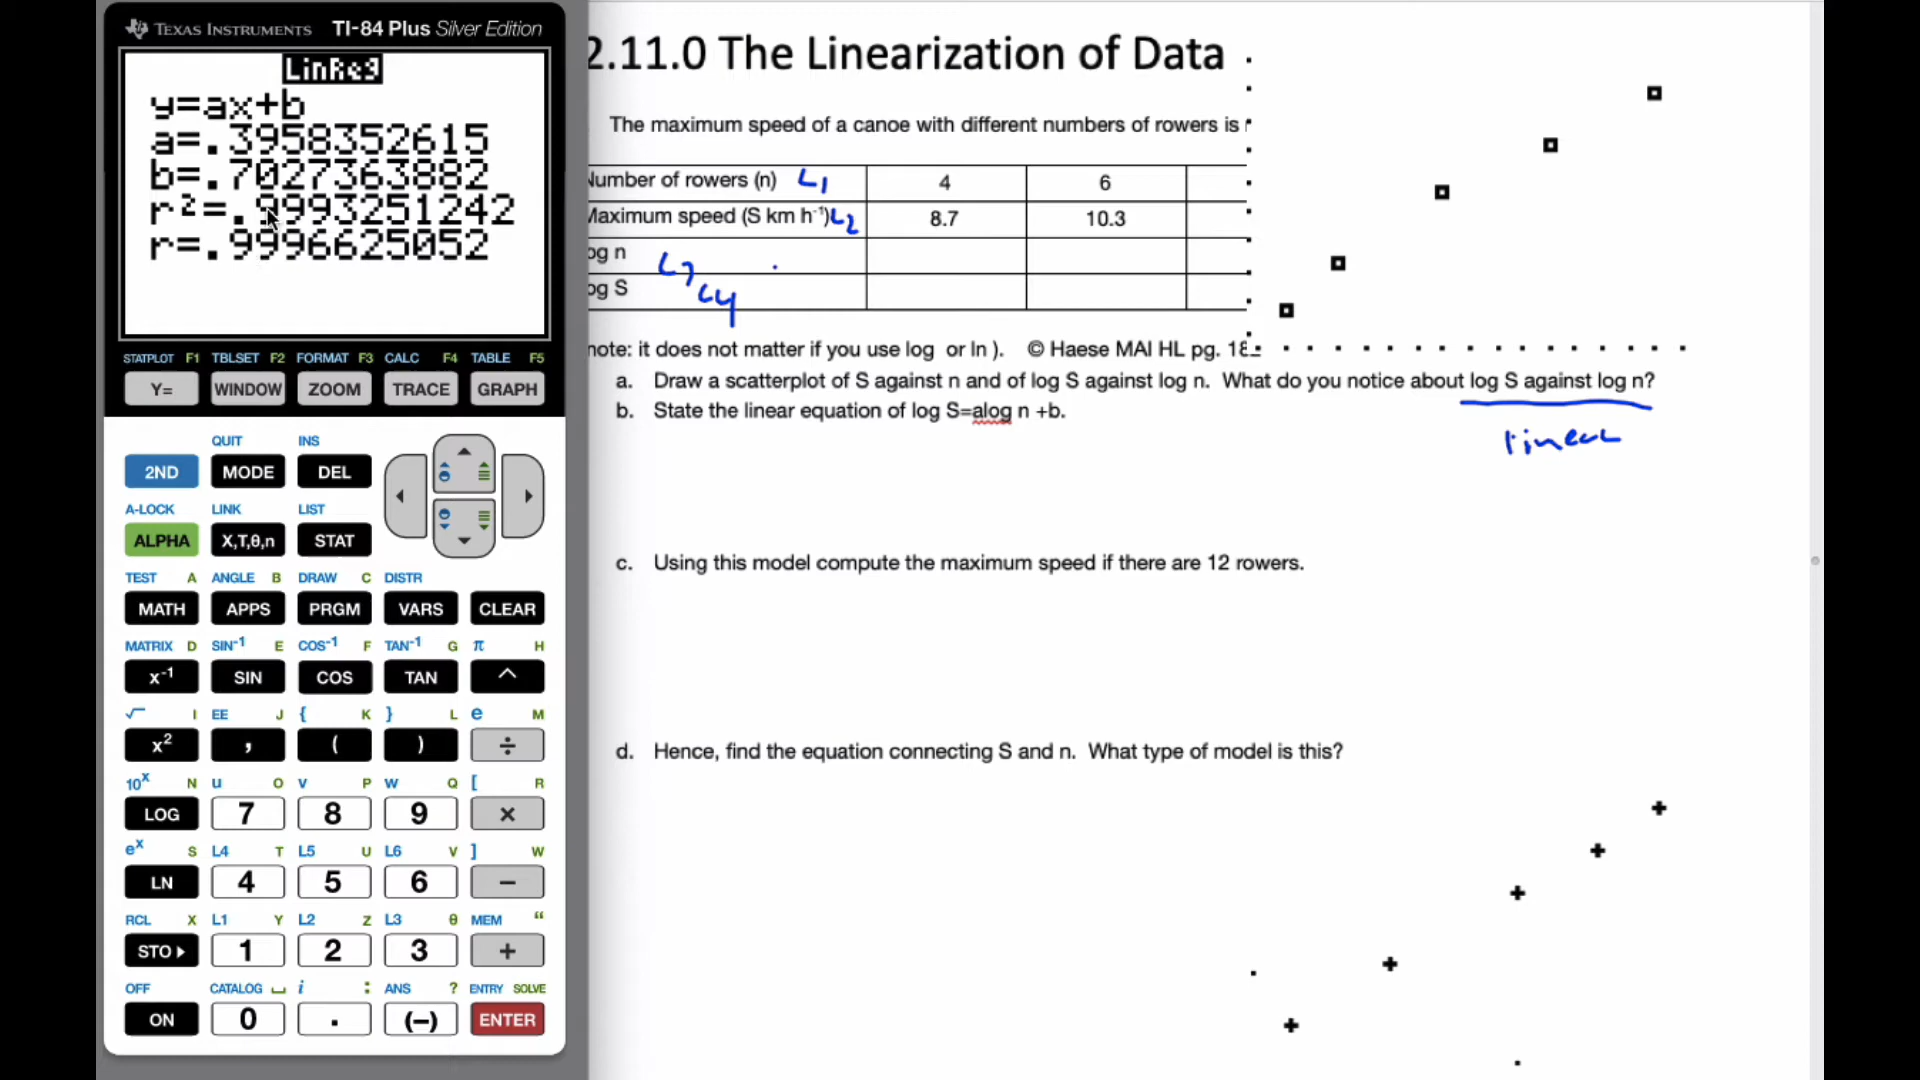 TEXAS INSTRUMENTS TI-84 Plus Silver Edition
LinReg
y=ax+b
a=.3958352615
b=.7027363882
r²=.9993251242
r=.9996625052
STATPLOT F1 TBLSET F2 FORMAT F3 CALC F4 TABLE F5
Y= WINDOW ZOOM TRACE GRAPH
QUIT INS
2ND MODE DEL
A-LOCK LINK LIST
ALPHA X,T,θ,n STAT
TEST A ANGLE B DRAW C DISTR
MATH APPS PRGM VARS CLEAR
MATRIX D SIN⁻¹ E COS⁻¹ F TAN⁻¹ G π H
x⁻¹ SIN COS TAN ^
√ I EE J { K } L e M
x² , ( ) ÷
10ˣ N u O v P w Q [ R
LOG 7 8 9 ×
eˣ S L4 T L5 U L6 V ] W
LN 4 5 6 −
RCL X L1 Y L2 Z L3 θ MEM “
STO▸ 1 2 3 +
OFF CATALOG ⎵ i : ANS ? ENTRY SOLVE
ON 0 . (−) ENTER
2.11.0 The Linearization of Data
The maximum speed of a canoe with different numbers of rowers is
Number of rowers (n) L1 4 6
Maximum speed (S km h⁻¹) L2 8.7 10.3
og n L3
og S L4
note: it does not matter if you use log or ln ). © Haese MAI HL pg. 18
a. Draw a scatterplot of S against n and of log S against log n. What do you notice about log S against log n?
linear
b. State the linear equation of log S=alog n +b.
c. Using this model compute the maximum speed if there are 12 rowers.
d. Hence, find the equation connecting S and n. What type of model is this?